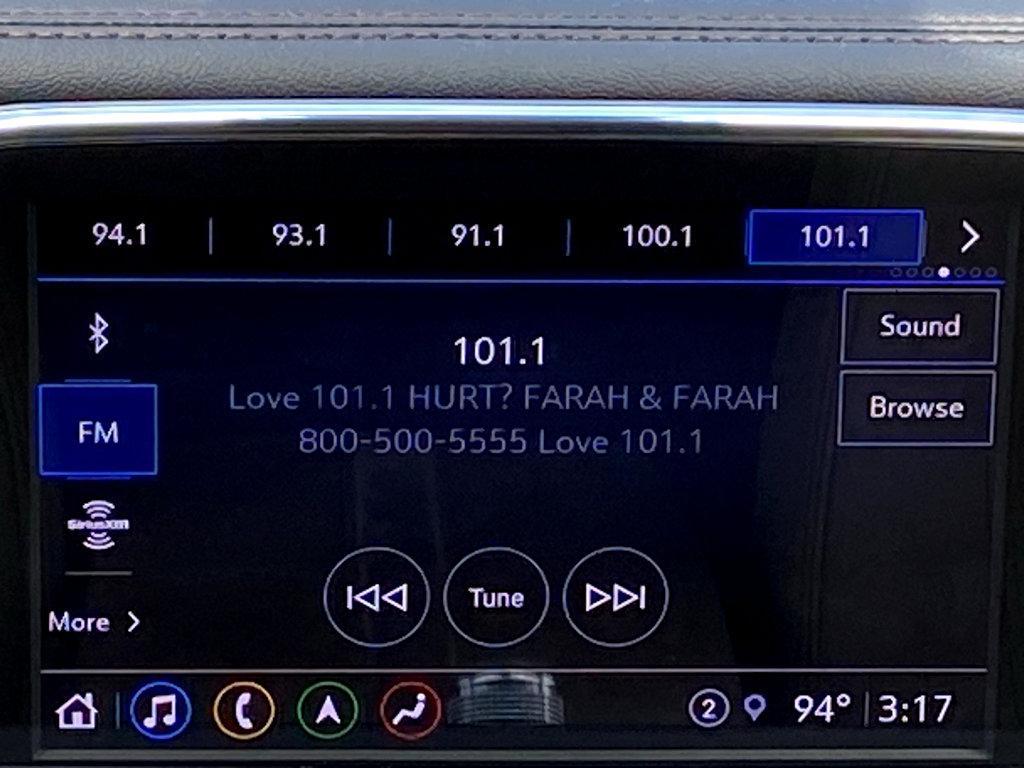 94.1 93.1 91.1 100.1 101.1
Sound
101.1
Love 101.1 HURT? FARAH & FARAH
800-500-5555 Love 101.1
Browse
FM
SiriusXM
Tune
More
2 94° 3:17